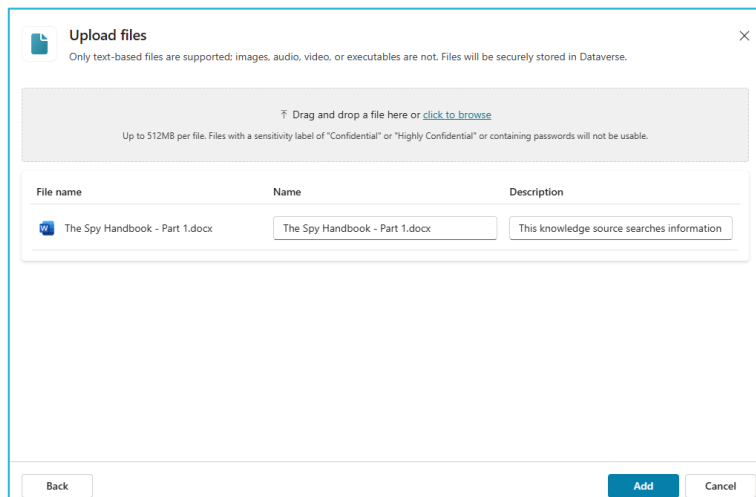 Upload files
Only text-based files are supported; images, audio, video, or executables are not. Files will be securely stored in Dataverse.
Drag and drop a file here or click to browse
Up to 512MB per file. Files with a sensitivity label of "Confidential" or "Highly Confidential" or containing passwords will not be usable.
File name Name Description
The Spy Handbook - Part 1.docx The Spy Handbook - Part 1.docx This knowledge source searches information
Back Add Cancel